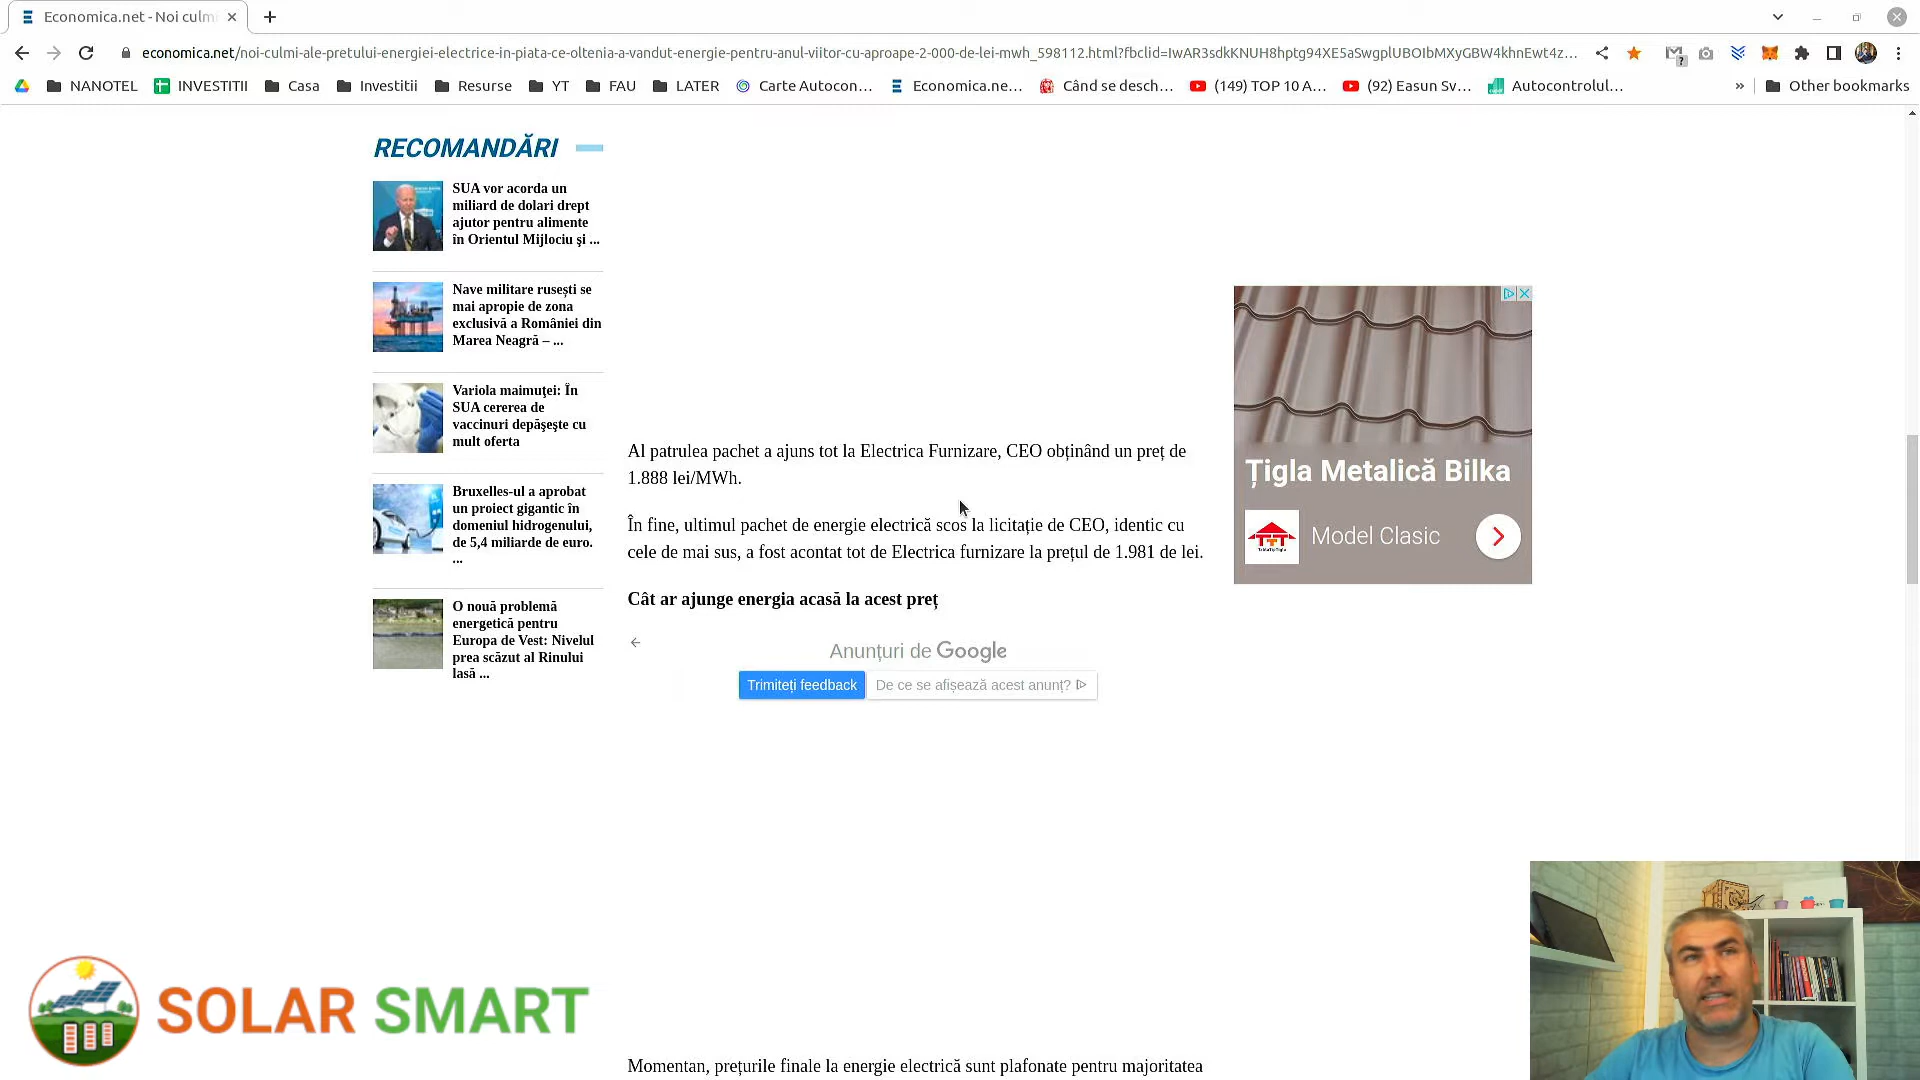 Economica.net - Noi culm
economica.net/noi-culmi-ale-pretului-energiei-electrice-in-piata-ce-oltenia-a-vandut-energie-pentru-anul-viitor-cu-aproape-2-000-de-lei-mwh_598112.html?fbclid=IwAR3sdkKNUH8hptg94XE5aSwgplUBOIbMXyGBW4khnEwt4z...
NANOTEL INVESTITII Casa Investitii Resurse YT FAU LATER Carte Autocon... Economica.ne... Când se desch... (149) TOP 10 A... (92) Easun Sv... Autocontrolul... » Other bookmarks
RECOMANDĂRI
SUA vor acorda un
miliard de dolari drept
ajutor pentru alimente
în Orientul Mijlociu şi ...
Nave militare rusești se
mai apropie de zona
exclusivă a României din
Marea Neagră – ...
Variola maimuţei: În
SUA cererea de
vaccinuri depăşeşte cu
mult oferta
Bruxelles-ul a aprobat
un proiect gigantic în
domeniul hidrogenului,
de 5,4 miliarde de euro.
...
O nouă problemă
energetică pentru
Europa de Vest: Nivelul
prea scăzut al Rinului
lasă ...
Al patrulea pachet a ajuns tot la Electrica Furnizare, CEO obținând un preț de
1.888 lei/MWh.
În fine, ultimul pachet de energie electrică scos la licitație de CEO, identic cu
cele de mai sus, a fost acontat tot de Electrica furnizare la prețul de 1.981 de lei.
Cât ar ajunge energia acasă la acest preț
Anunțuri de Google
Trimiteți feedback
De ce se afișează acest anunț?
Momentan, prețurile finale la energie electrică sunt plafonate pentru majoritatea
Țigla Metalică Bilka
Model Clasic
SOLAR SMART